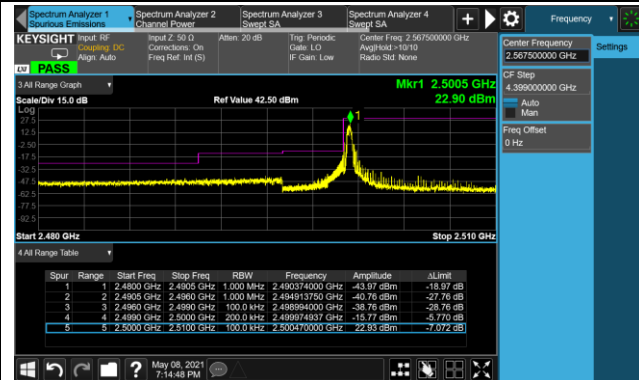 Spectrum Analyzer 1
Spurious Emissions
Spectrum Analyzer 2
Channel Power
Spectrum Analyzer 3
Swept SA
Spectrum Analyzer 4
Swept SA
+
Frequency
KEYSIGHT
Input: RF
Coupling: DC
Align: Auto
Input Z: 50 Ω
Corrections: On
Freq Ref: Int (S)
Atten: 20 dB
Trig: Periodic
Gate: LO
IF Gain: Low
Center Freq: 2.567500000 GHz
Avg|Hold:>10/10
Radio Std: None
LXI
PASS
Center Frequency
2.567500000 GHz
Settings
CF Step
4.399000000 GHz
Auto
Man
Freq Offset
0 Hz
3 All Range Graph
Mkr1 2.5005 GHz
Scale/Div 15.0 dB
Ref Value 42.50 dBm
22.90 dBm
Log
1
27.5
12.5
-2.50
-17.5
-32.5
-47.5
-62.5
-77.5
-92.5
Start 2.480 GHz
Stop 2.510 GHz
4 All Range Table
Spur Range Start Freq Stop Freq RBW Frequency Amplitude ΔLimit
1 1 2.4800 GHz 2.4905 GHz 1.000 MHz 2.490374000 GHz -43.97 dBm -18.97 dB
2 2 2.4905 GHz 2.4960 GHz 1.000 MHz 2.494913750 GHz -40.76 dBm -27.76 dB
3 3 2.4960 GHz 2.4990 GHz 100.0 kHz 2.498994000 GHz -38.76 dBm -28.76 dB
4 4 2.4990 GHz 2.5000 GHz 200.0 kHz 2.499974937 GHz -15.77 dBm -5.770 dB
5 5 2.5000 GHz 2.5100 GHz 100.0 kHz 2.500470000 GHz 22.93 dBm -7.072 dB
?
May 08, 2021
7:14:48 PM